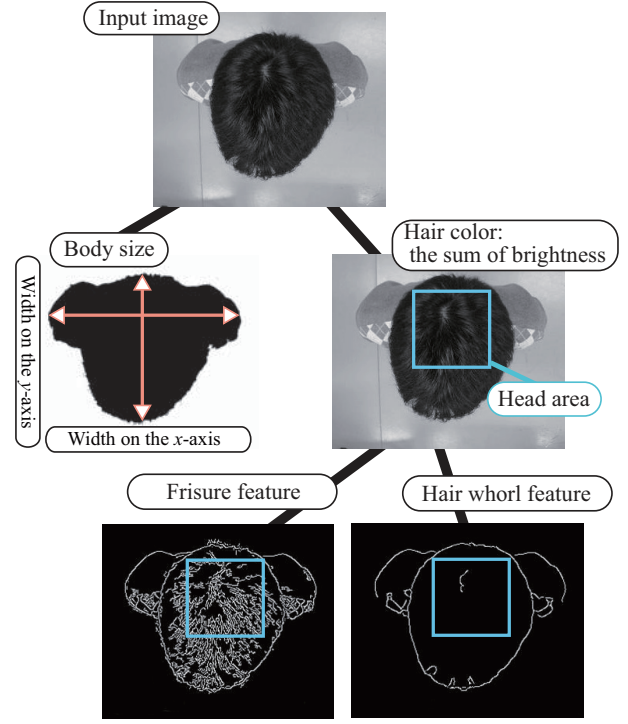 Input image
Body size
Hair color:
the sum of brightness
Width on the y-axis
Head area
Width on the x-axis
Frisure feature
Hair whorl feature